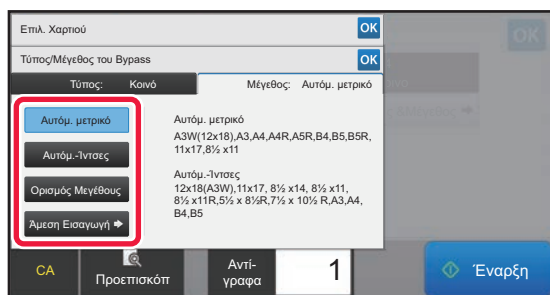 Επιλ. Χαρτιού
OK
OK
Τύπος/Μέγεθος του Bypass
OK
Τύπος: Κοινό
Μέγεθος: Αυτόμ. μετρικό
Αυτόμ. μετρικό
Αυτόμ.-Ίντσες
Ορισμός Μεγέθους
Άμεση Εισαγωγή
Αυτόμ. μετρικό
A3W(12x18),A3,A4,A4R,A5R,B4,B5,B5R,
11x17,8½ x11
Αυτόμ.-Ίντσες
12x18(A3W),11x17, 8½ x14, 8½ x11,
8½ x11R,5½ x 8½R,7½ x 10½ R,A3,A4,
B4,B5
CA
Προεπισκόπ
Αντί-
γραφα
1
Έναρξη